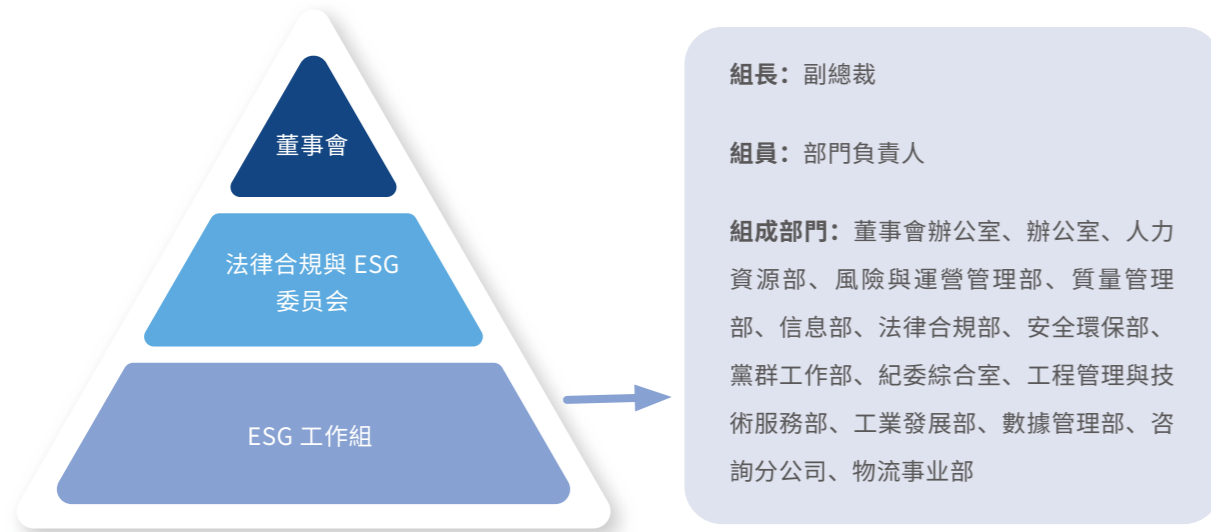 董事會
法律合規與 ESG
委员会
ESG 工作組
組長：副總裁
組員：部門負責人
組成部門：董事會辦公室、辦公室、人力
資源部、風險與運營管理部、質量管理
部、信息部、法律合規部、安全環保部、
黨群工作部、紀委綜合室、工程管理與技
術服務部、工業發展部、數據管理部、咨
詢分公司、物流事业部